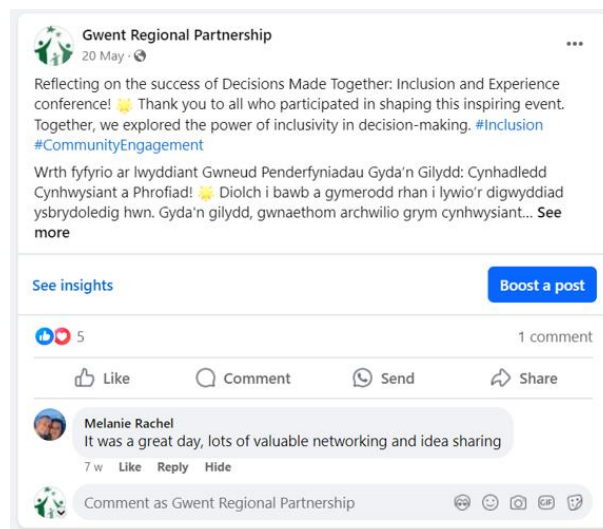 Gwent Regional Partnership
20 May ·
Reflecting on the success of Decisions Made Together: Inclusion and Experience
conference! 🌟 Thank you to all who participated in shaping this inspiring event.
Together, we explored the power of inclusivity in decision-making. #Inclusion
#CommunityEngagement
Wrth fyfyrio ar lwyddiant Gwneud Penderfyniadau Gyda'n Gilydd: Cynhadledd
Cynhwysiant a Phrofiad! 🌟 Diolch i bawb a gymerodd rhan i lywio'r digwyddiad
ysbrydoledig hwn. Gyda'n gilydd, gwnaethom archwilio grym cynhwysiant... See
more
See insights
Boost a post
5
1 comment
Like Comment Send Share
Melanie Rachel
It was a great day, lots of valuable networking and idea sharing
7 w Like Reply Hide
Comment as Gwent Regional Partnership
GIF